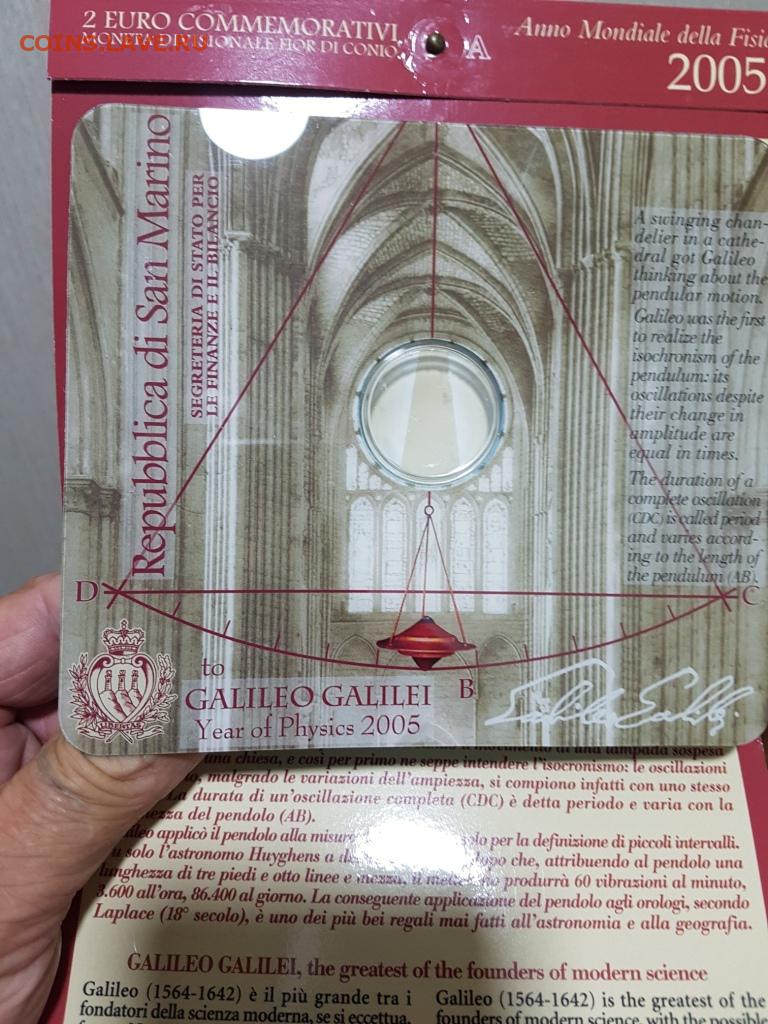 COINS.LAVE.RU
2 EURO COMMEMORATIVI,
MONETA DIVISIONALE FIOR DI CONIO
A
Anno Mondiale della Fisic
2005
Repubblica di San Marino
SEGRETERIA DI STATO PER
LE FINANZE E IL BILANCIO
A swinging chan-
delier in a cathe-
dral got Galileo
thinking about the
pendular motion.
Galileo was the first
to realize the
isochronism of the
pendulum: its
oscillations despite
their change in
amplitude are
equal in times.
The duration of a
complete oscillation
(CDC) is called period
and varies accord-
ing to the length of
the pendulum (AB).
D
C
B
LIBERTAS
to
GALILEO GALILEI
Year of Physics 2005
movimento di una lampada sospesa
una chiesa, e così per primo ne seppe intendere l'isocronismo: le oscillazioni
malgrado le variazioni dell'ampiezza, si compiono infatti con uno stesso
La durata di un'oscillazione completa (CDC) è detta periodo e varia con la
del pendolo (AB).
applicò il pendolo alla solo per la definizione di piccoli intervalli.
solo l'astronomo Huyghens a dopo che, attribuendo al pendolo una
lunghezza di tre piedi e otto linee e mezza, produrrà 60 vibrazioni al minuto,
3.600 all'ora, 86.400 al giorno. La conseguente applicazione del pendolo agli orologi, secondo
Laplace (18° secolo), è uno dei più bei regali mai fatti all'astronomia e alla geografia.
GALILEO GALILEI, the greatest of the founders of modern science
Galileo (1564-1642) è il più grande tra i
fondatori della scienza moderna, se si eccettua,
Galileo (1564-1642) is the greatest of the
founders of modern science, with the possible